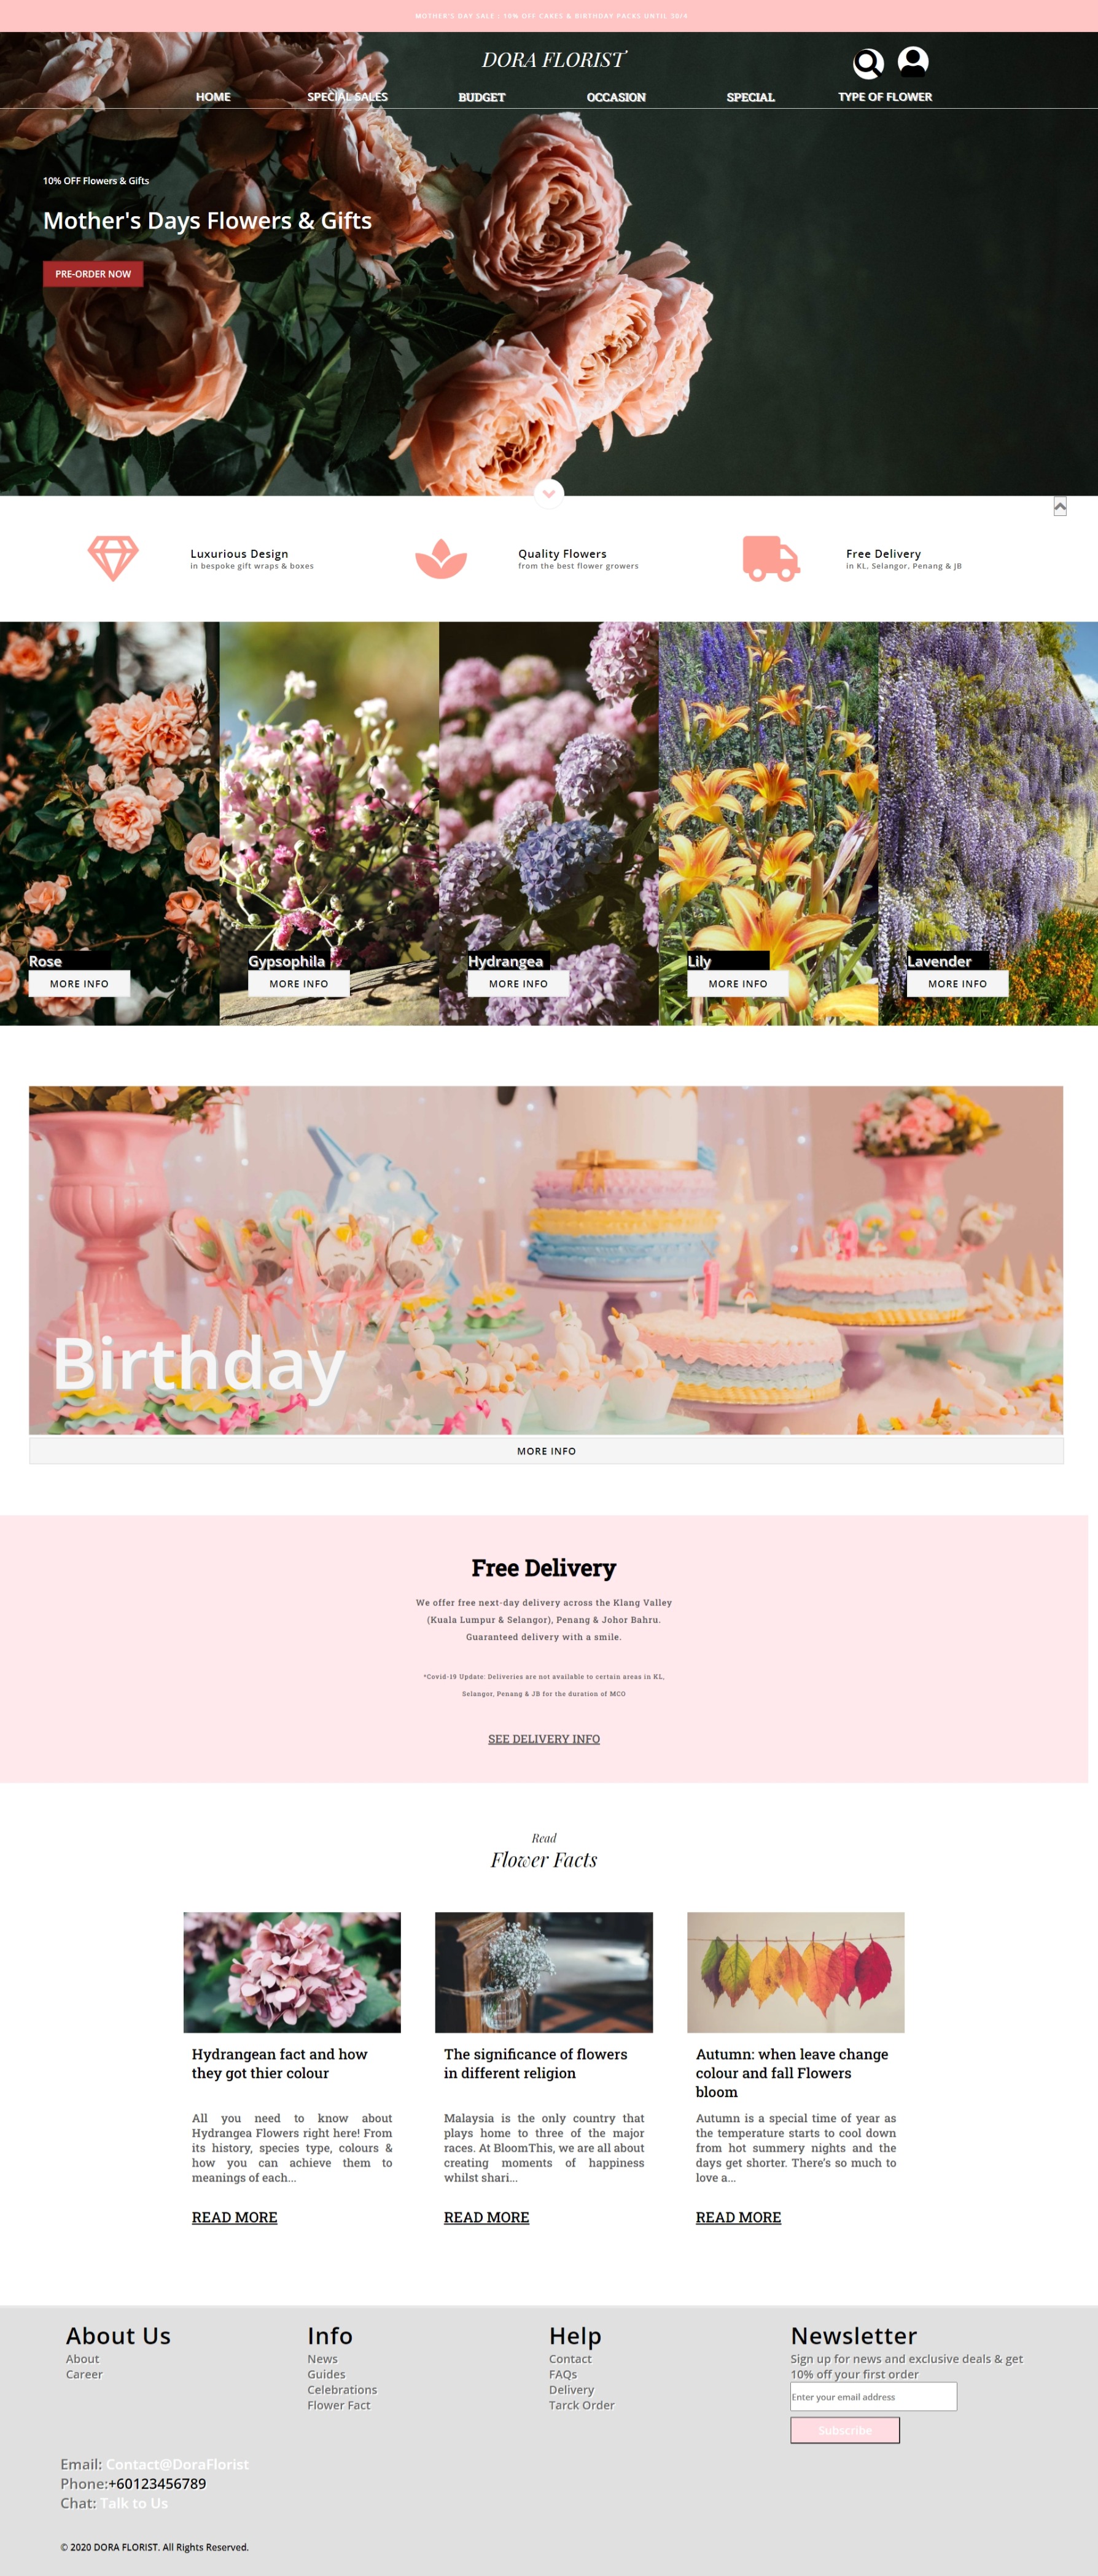 MOTHER'S DAY SALE : 10% OFF CAKES & BIRTHDAY PACKS UNTIL 30/4
DORA FLORIST
HOME SPECIAL SALES BUDGET OCCASION SPECIAL TYPE OF FLOWER
10% OFF Flowers & Gifts
Mother's Days Flowers & Gifts
PRE-ORDER NOW
Luxurious Design
in bespoke gift wraps & boxes
Quality Flowers
from the best flower growers
Free Delivery
in KL, Selangor, Penang & JB
Rose
MORE INFO
Gypsophila
MORE INFO
Hydrangea
MORE INFO
Lily
MORE INFO
Lavender
MORE INFO
Birthday
MORE INFO
Free Delivery
We offer free next-day delivery across the Klang Valley
(Kuala Lumpur & Selangor), Penang & Johor Bahru.
Guaranteed delivery with a smile.
*Covid-19 Update: Deliveries are not available to certain areas in KL,
Selangor, Penang & JB for the duration of MCO
SEE DELIVERY INFO
Read
Flower Facts
Hydrangean fact and how
they got thier colour
All you need to know about
Hydrangea Flowers right here! From
its history, species type, colours &
how you can achieve them to
meanings of each...
READ MORE
The significance of flowers
in different religion
Malaysia is the only country that
plays home to three of the major
races. At BloomThis, we are all about
creating moments of happiness
whilst shari...
READ MORE
Autumn: when leave change
colour and fall Flowers
bloom
Autumn is a special time of year as
the temperature starts to cool down
from hot summery nights and the
days get shorter. There's so much to
love a...
READ MORE
About Us
About
Career
Info
News
Guides
Celebrations
Flower Fact
Help
Contact
FAQs
Delivery
Tarck Order
Newsletter
Sign up for news and exclusive deals & get
10% off your first order
Enter your email address
Subscribe
Email: Contact@DoraFlorist
Phone:+60123456789
Chat: Talk to Us
© 2020 DORA FLORIST. All Rights Reserved.